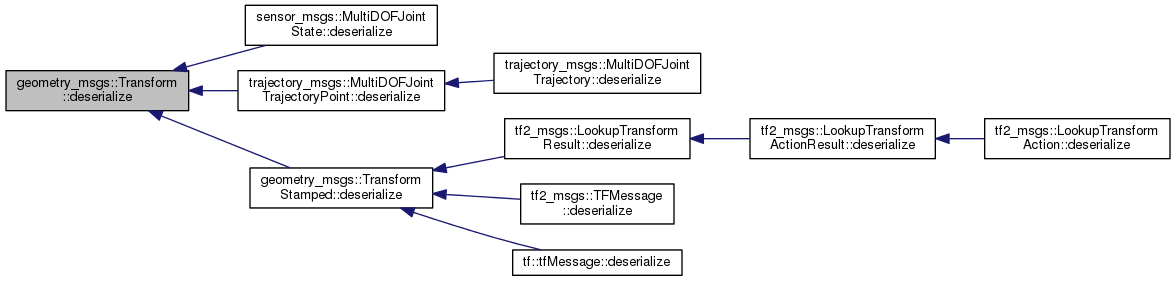 sensor_msgs::MultiDOFJoint
State::deserialize
geometry_msgs::Transform
::deserialize
trajectory_msgs::MultiDOFJoint
TrajectoryPoint::deserialize
trajectory_msgs::MultiDOFJoint
Trajectory::deserialize
geometry_msgs::Transform
Stamped::deserialize
tf2_msgs::LookupTransform
Result::deserialize
tf2_msgs::LookupTransform
ActionResult::deserialize
tf2_msgs::LookupTransform
Action::deserialize
tf2_msgs::TFMessage
::deserialize
tf::tfMessage::deserialize